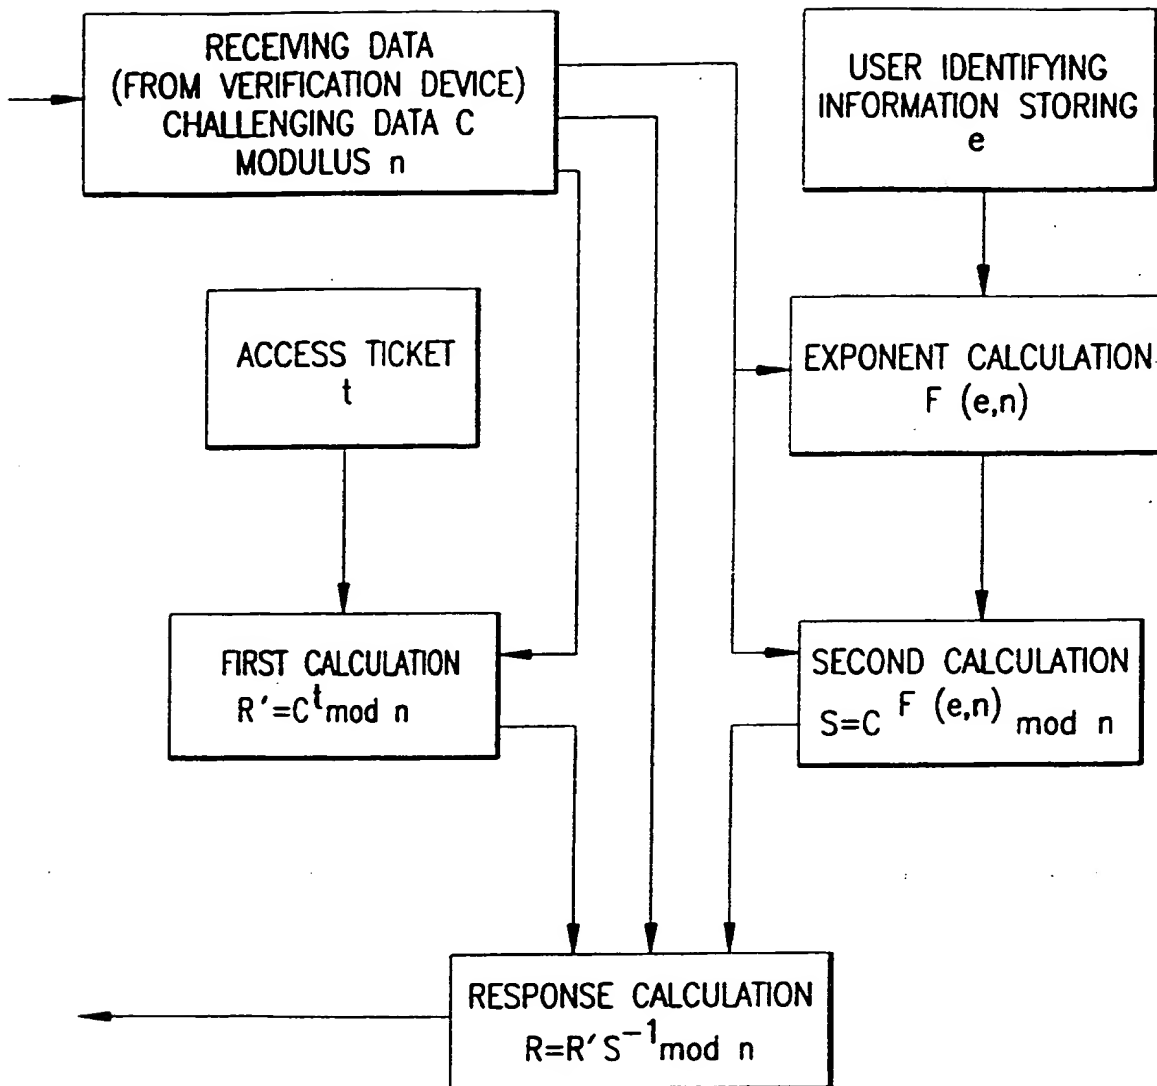 RECEIVING DATA
(FROM VERIFICATION DEVICE)
CHALLENGING DATA C
MODULUS n
USER IDENTIFYING
INFORMATION STORING
e
ACCESS TICKET
t
EXPONENT CALCULATION
F (e,n)
FIRST CALCULATION
R'=C^t mod n
SECOND CALCULATION
S=C^F (e,n) mod n
RESPONSE CALCULATION
R=R'S^-1 mod n